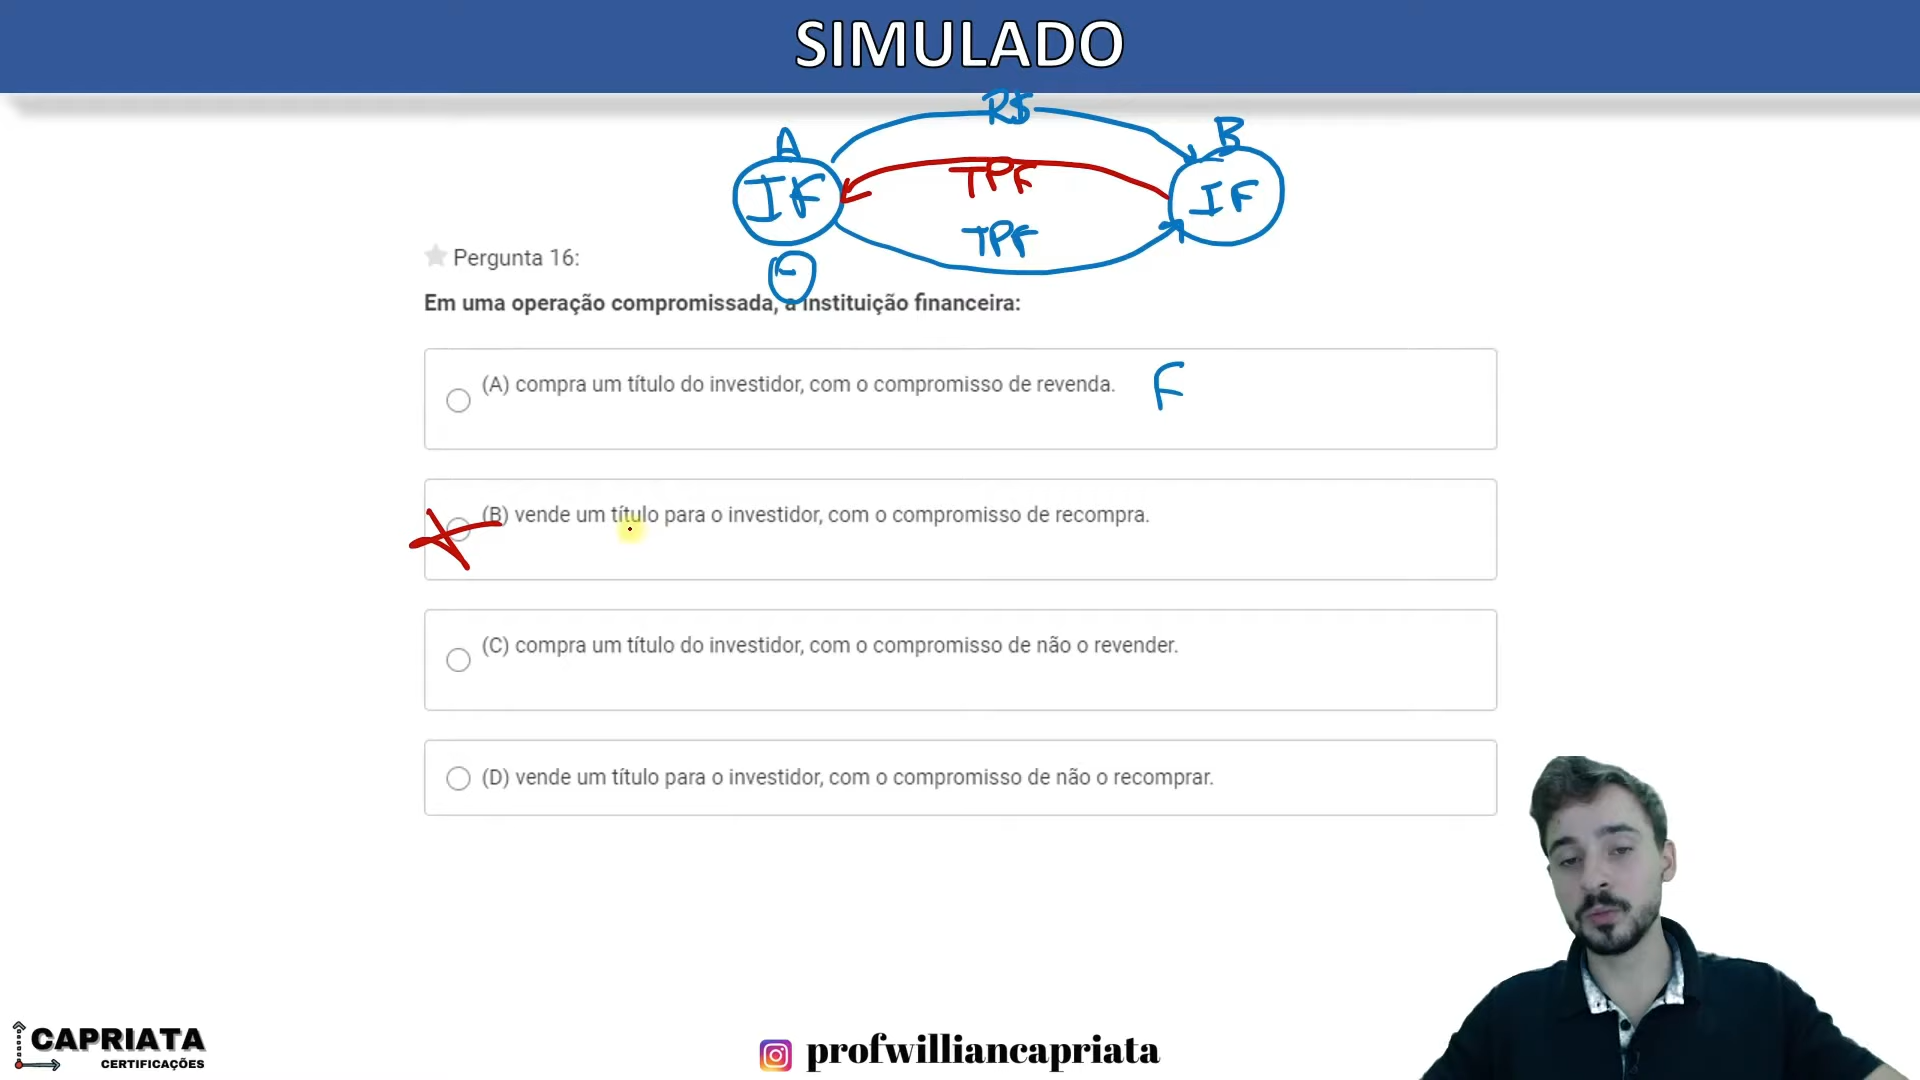 SIMULADO
R$
A
B
TPF
IF
IF
TPF
Pergunta 16:
Em uma operação compromissada, a instituição financeira:
(A) compra um título do investidor, com o compromisso de revenda.
F
(B) vende um título para o investidor, com o compromisso de recompra.
(C) compra um título do investidor, com o compromisso de não o revender.
(D) vende um título para o investidor, com o compromisso de não o recomprar.
CAPRIATA
CERTIFICAÇÕES
profwilliancapriata